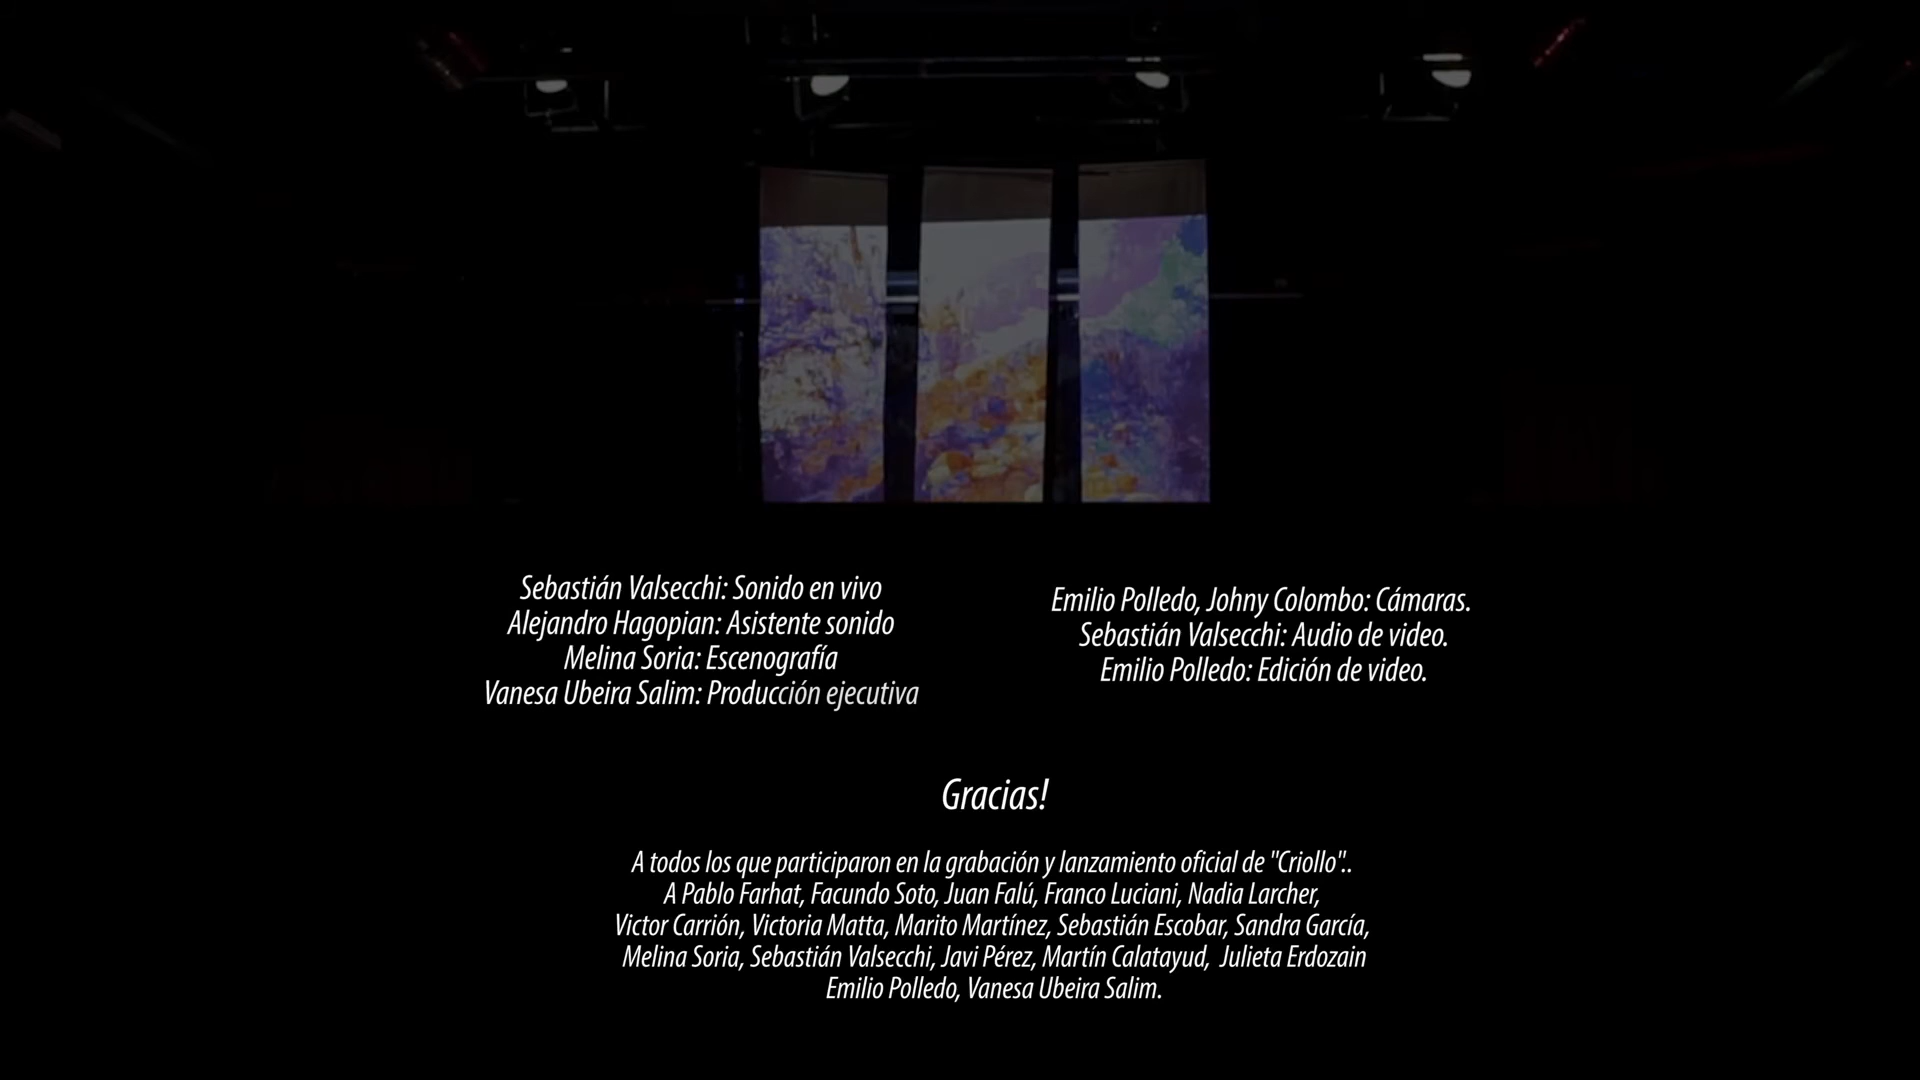 Sebastián Valsecchi: Sonido en vivo
Alejandro Hagopian: Asistente sonido
Melina Soria: Escenografía
Vanesa Ubeira Salim: Producción ejecutiva
Emilio Polledo, Johny Colombo: Cámaras.
Sebastián Valsecchi: Audio de video.
Emilio Polledo: Edición de video.
Gracias!
A todos los que participaron en la grabación y lanzamiento oficial de "Criollo"..
A Pablo Farhat, Facundo Soto, Juan Falú, Franco Luciani, Nadia Larcher,
Victor Carrión, Victoria Matta, Marito Martínez, Sebastián Escobar, Sandra García,
Melina Soria, Sebastián Valsecchi, Javi Pérez, Martín Calatayud, Julieta Erdozain
Emilio Polledo, Vanesa Ubeira Salim.